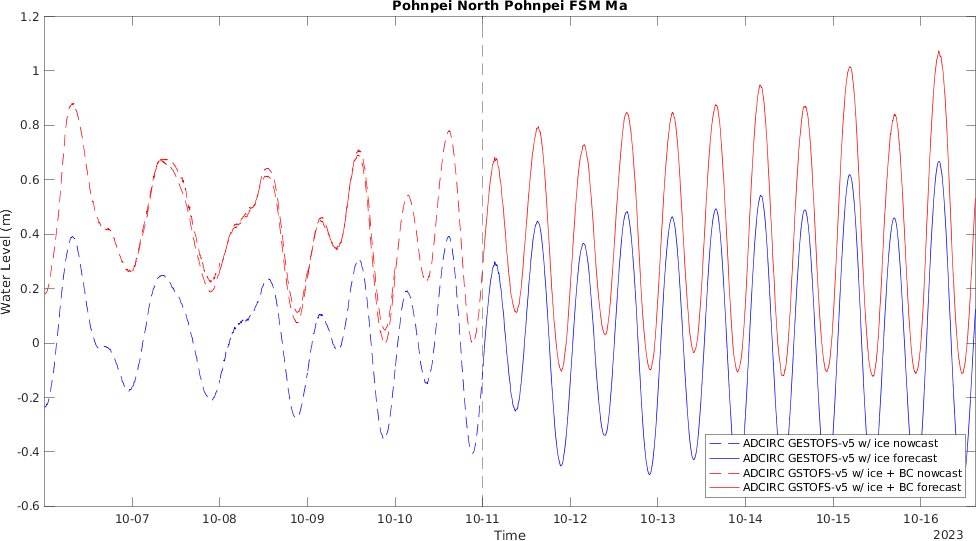 Pohnpei North Pohnpei FSM Ma
1.2
1
0.8
0.6
0.4
0.2
0
-0.2
-0.4
-0.6
Water Level (m)
ADCIRC GESTOFS-v5 w/ ice nowcast
ADCIRC GESTOFS-v5 w/ ice forecast
ADCIRC GSTOFS-v5 w/ ice + BC nowcast
ADCIRC GSTOFS-v5 w/ ice + BC forecast
10-07 10-08 10-09 10-10 10-11 10-12 10-13 10-14 10-15 10-16
Time
2023